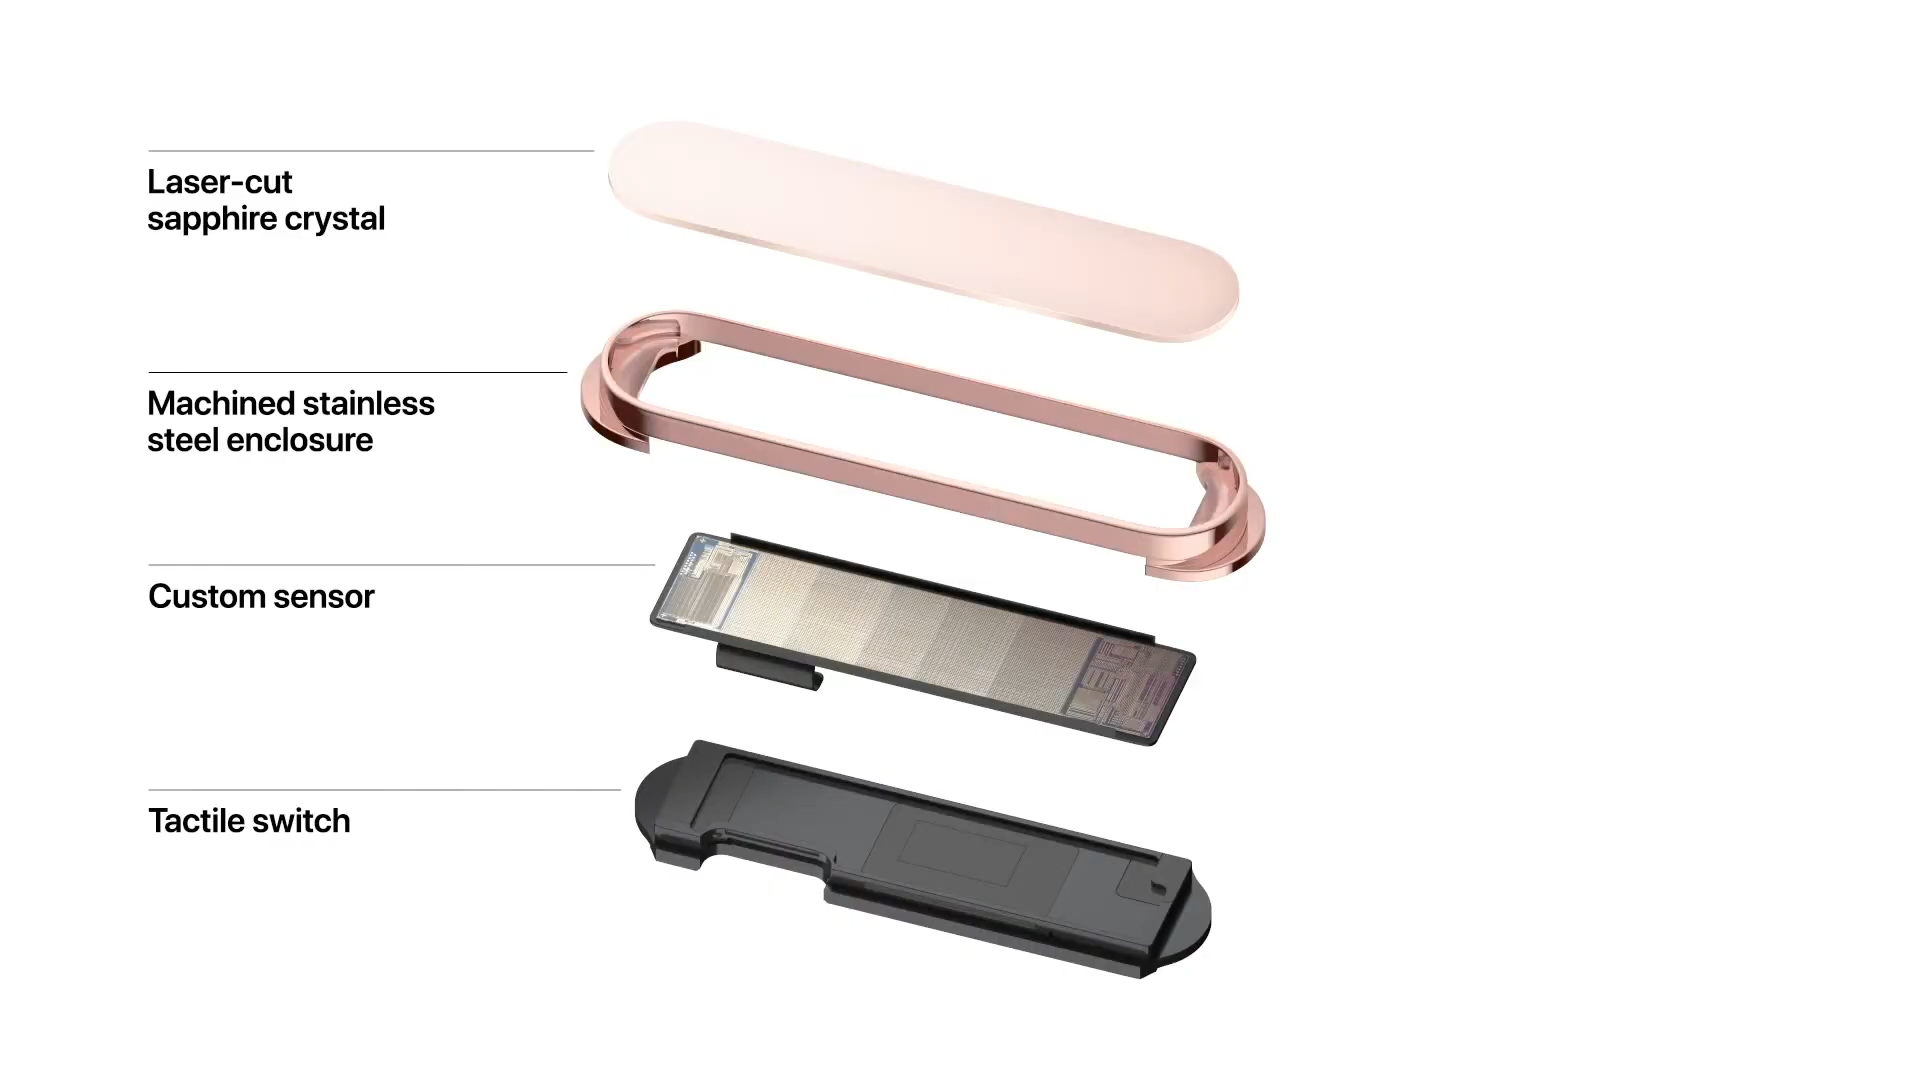 Laser-cut
sapphire crystal
Machined stainless
steel enclosure
Custom sensor
Tactile switch